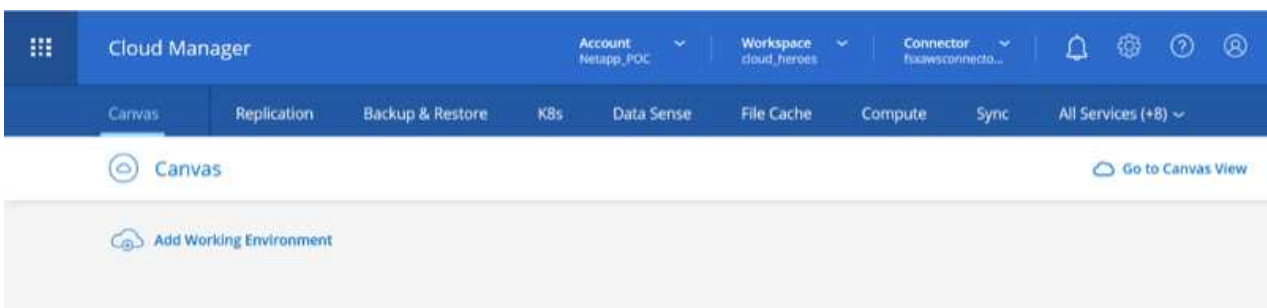 Cloud Manager
Account
Netapp_POC
Workspace
cloud_heroes
Connector
fsxawsconnecto...
Canvas Replication Backup & Restore K8s Data Sense File Cache Compute Sync All Services (+8)
Canvas
Go to Canvas View
Add Working Environment